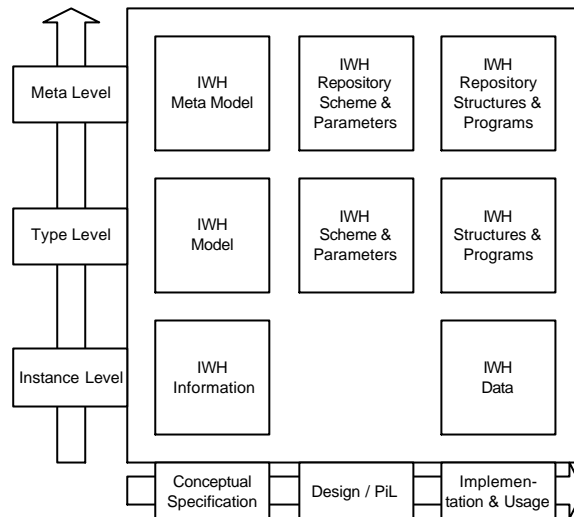 Meta Level
IWH
Meta Model
IWH
Repository
Scheme &
Parameters
IWH
Repository
Structures &
Programs
Type Level
IWH
Model
IWH
Scheme &
Parameters
IWH
Structures &
Programs
Instance Level
IWH
Information
IWH
Data
Conceptual
Specification
Design / PiL
Implemen-
tation & Usage